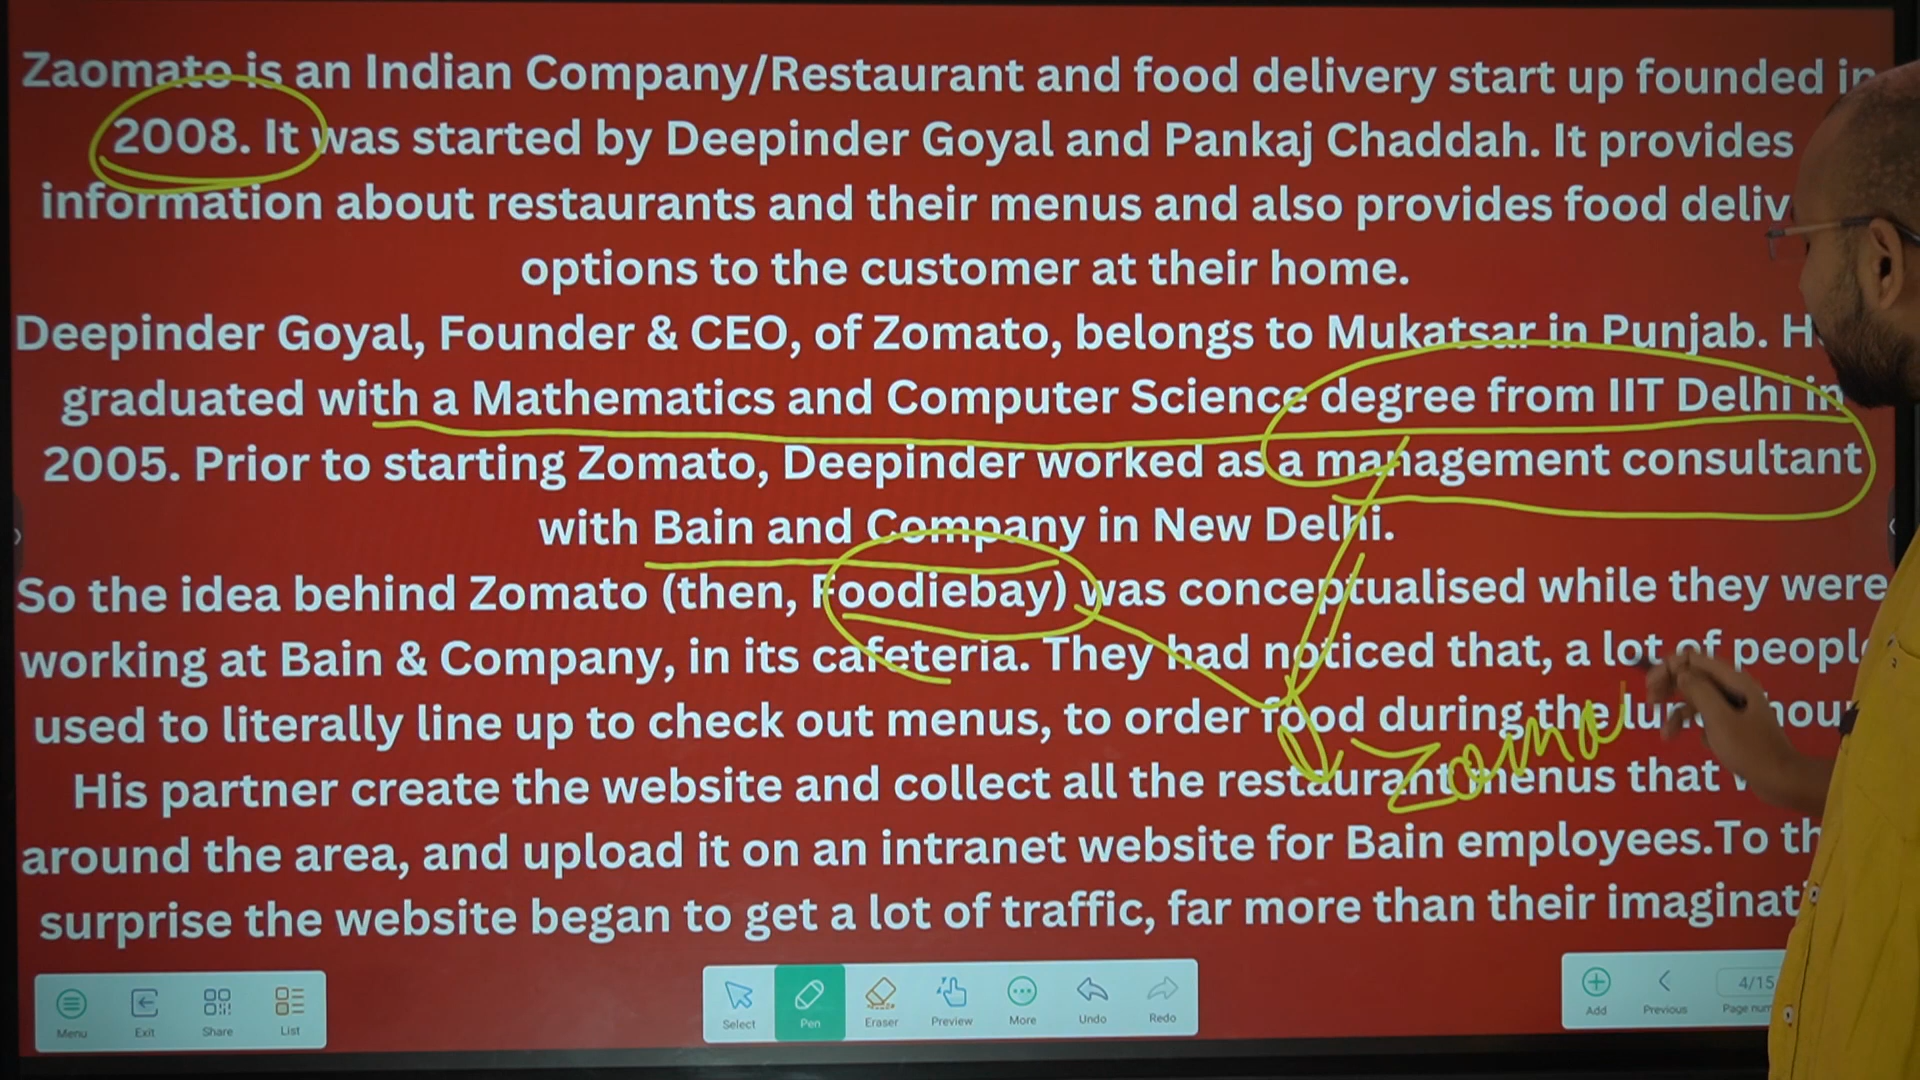 Zaomato is an Indian Company/Restaurant and food delivery start up founded in
2008. It was started by Deepinder Goyal and Pankaj Chaddah. It provides
information about restaurants and their menus and also provides food deliv
options to the customer at their home.
Deepinder Goyal, Founder & CEO, of Zomato, belongs to Mukatsar in Punjab. H
graduated with a Mathematics and Computer Science degree from IIT Delhi in
2005. Prior to starting Zomato, Deepinder worked as a management consultant
with Bain and Company in New Delhi.
So the idea behind Zomato (then, Foodiebay) was conceptualised while they were
working at Bain & Company, in its cafeteria. They had noticed that, a lot of people
used to literally line up to check out menus, to order food during the lunch hour
Zoma
His partner create the website and collect all the restaurant menus that
around the area, and upload it on an intranet website for Bain employees.To th
surprise the website began to get a lot of traffic, far more than their imaginati
Menu Exit Share List Select Pen Eraser Preview More Undo Redo Add Previous 4/15 Page num